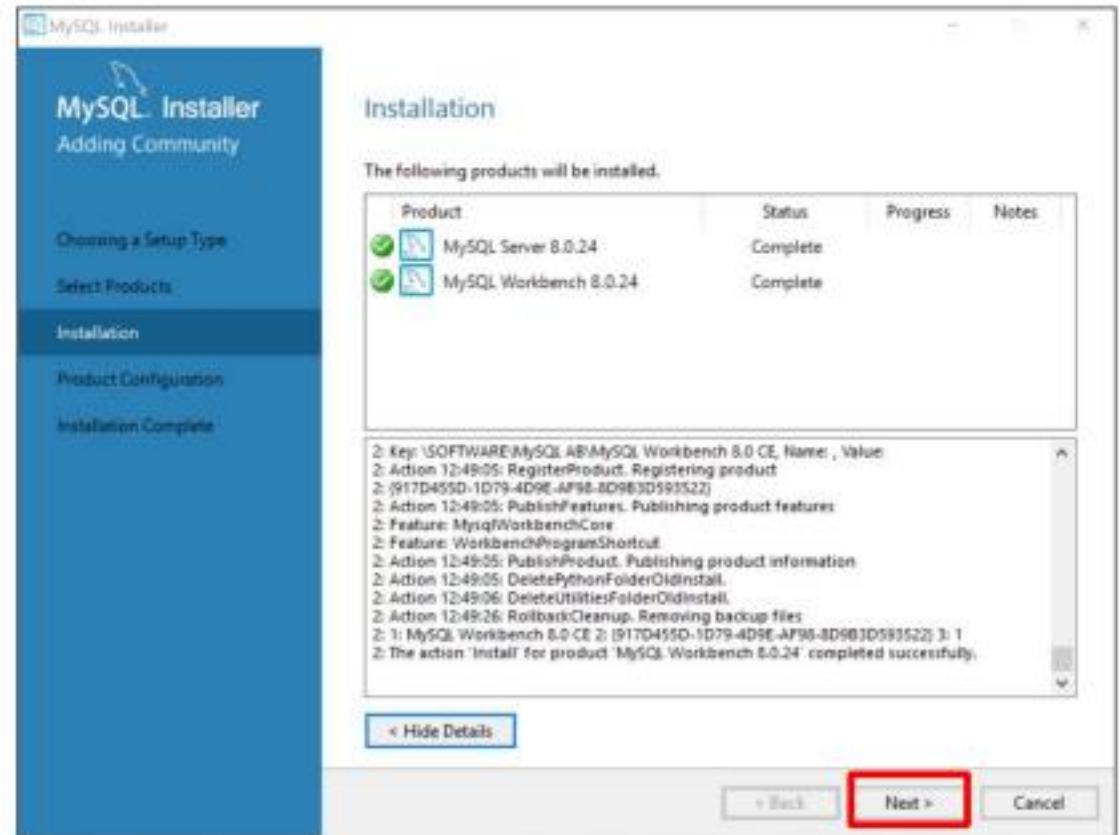 MySQL Installer
MySQL Installer
Adding Community
Choosing a Setup Type
Select Products
Installation
Product Configuration
Installation Complete
Installation
The following products will be installed.
Product Status Progress Notes
MySQL Server 8.0.24 Complete
MySQL Workbench 8.0.24 Complete
2: Key: \SOFTWARE\MySQL AB\MySQL Workbench 8.0 CE, Name: , Value:
2: Action 12:49:05: RegisterProduct. Registering product
2: {917D455D-1D79-4D9E-AF98-8D9B3D593522}
2: Action 12:49:05: PublishFeatures. Publishing product features
2: Feature: MysqlWorkbenchCore
2: Feature: WorkbenchProgramShortcut
2: Action 12:49:05: PublishProduct. Publishing product information
2: Action 12:49:05: DeletePythonFolderOldInstall.
2: Action 12:49:06: DeleteUtilitiesFolderOldInstall.
2: Action 12:49:26: RollbackCleanup. Removing backup files
2: 1: MySQL Workbench 8.0 CE 2: {917D455D-1D79-4D9E-AF98-8D9B3D593522} 3: 1
2: The action 'Install' for product 'MySQL Workbench 8.0.24' completed successfully.
< Hide Details
< Back Next > Cancel